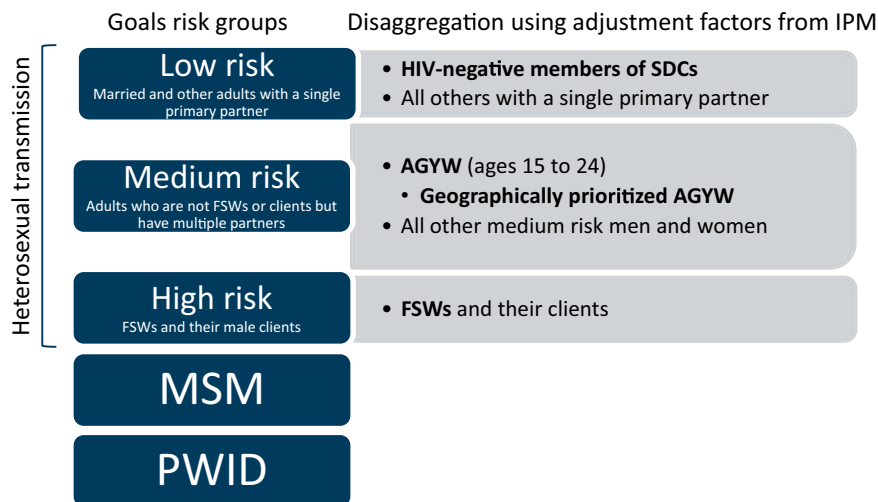 Goals risk groups
Disaggregation using adjustment factors from IPM
Heterosexual transmission
Low risk
Married and other adults with a single
primary partner
• HIV-negative members of SDCs
• All others with a single primary partner
Medium risk
Adults who are not FSWs or clients but
have multiple partners
• AGYW (ages 15 to 24)
• Geographically prioritized AGYW
• All other medium risk men and women
High risk
FSWs and their male clients
• FSWs and their clients
MSM
PWID